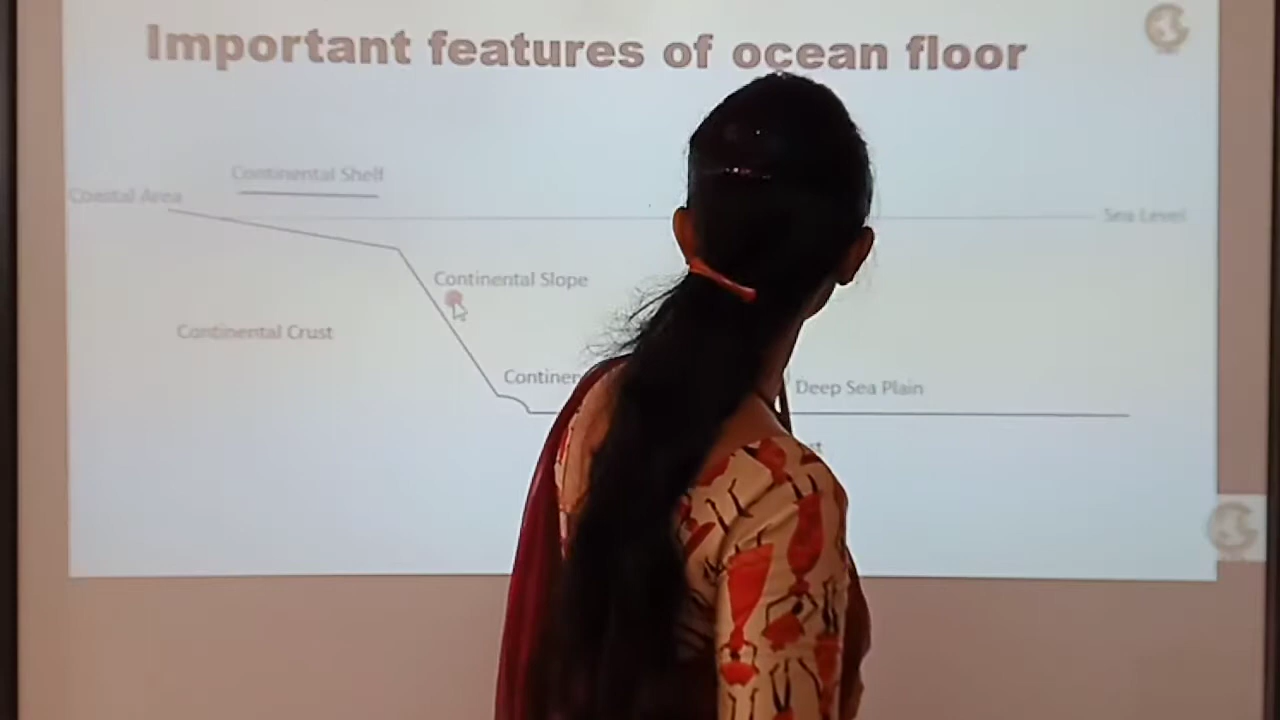 Important features of ocean floor
Continental Shelf
Coastal Area
Sea Level
Continental Slope
Continental Crust
Deep Sea Plain